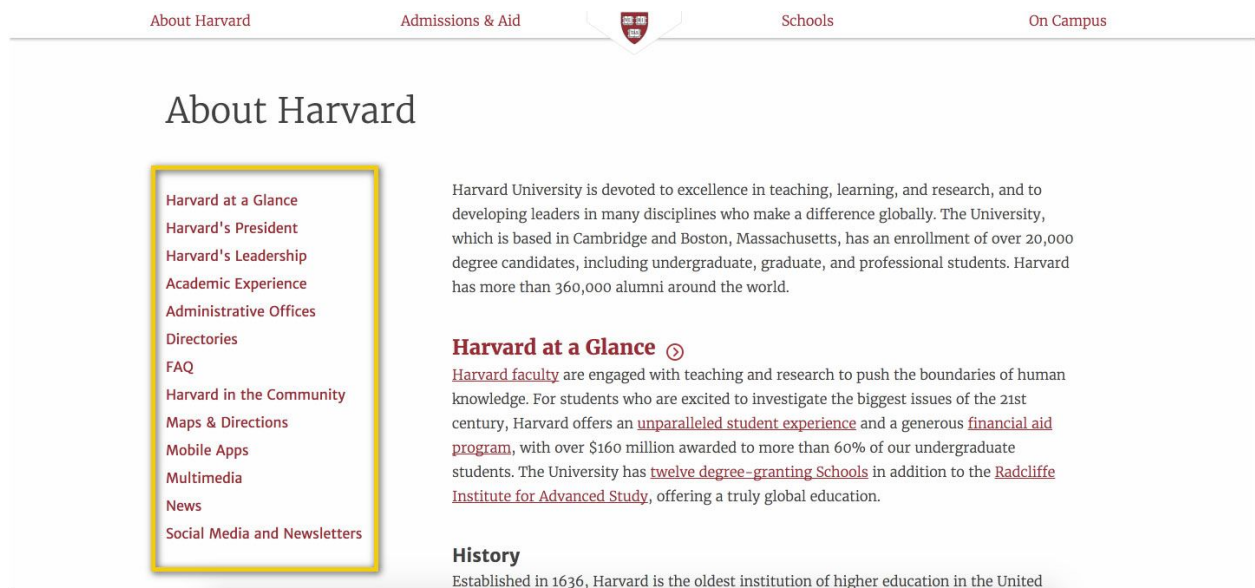 About Harvard
Admissions & Aid
Schools
On Campus
About Harvard
Harvard at a Glance
Harvard's President
Harvard's Leadership
Academic Experience
Administrative Offices
Directories
FAQ
Harvard in the Community
Maps & Directions
Mobile Apps
Multimedia
News
Social Media and Newsletters
Harvard University is devoted to excellence in teaching, learning, and research, and to
developing leaders in many disciplines who make a difference globally. The University,
which is based in Cambridge and Boston, Massachusetts, has an enrollment of over 20,000
degree candidates, including undergraduate, graduate, and professional students. Harvard
has more than 360,000 alumni around the world.
Harvard at a Glance
Harvard faculty are engaged with teaching and research to push the boundaries of human
knowledge. For students who are excited to investigate the biggest issues of the 21st
century, Harvard offers an unparalleled student experience and a generous financial aid
program, with over $160 million awarded to more than 60% of our undergraduate
students. The University has twelve degree-granting Schools in addition to the Radcliffe
Institute for Advanced Study, offering a truly global education.
History
Established in 1636, Harvard is the oldest institution of higher education in the United